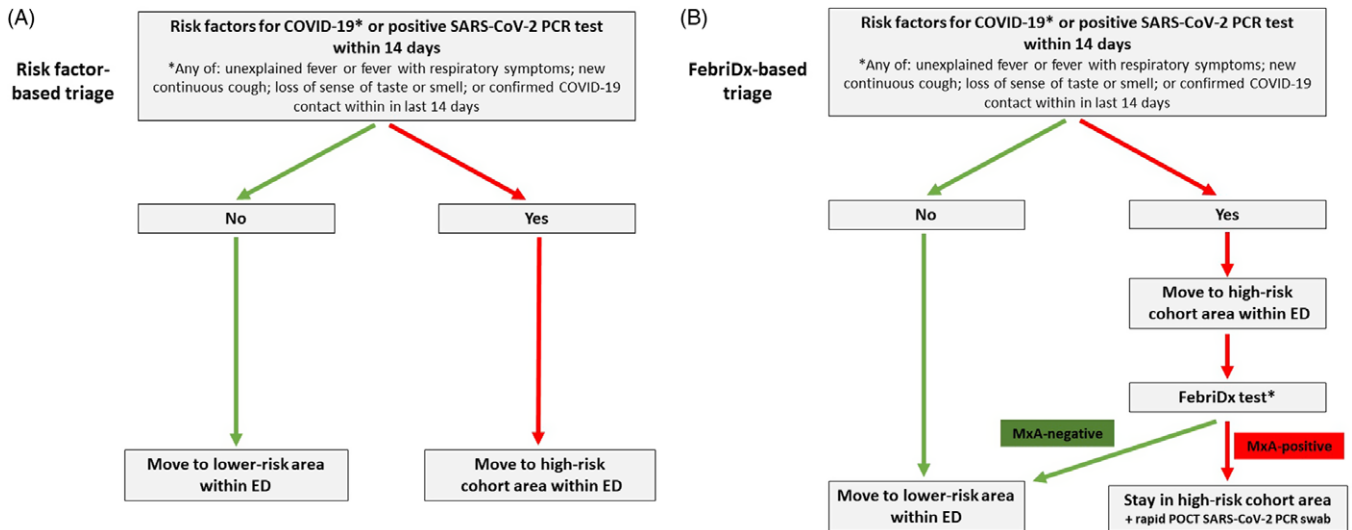 (A)
Risk factor-
based triage
Risk factors for COVID-19* or positive SARS-CoV-2 PCR test
within 14 days
*Any of: unexplained fever or fever with respiratory symptoms; new
continuous cough; loss of sense of taste or smell; or confirmed COVID-19
contact within in last 14 days
No
Yes
Move to lower-risk area
within ED
Move to high-risk
cohort area within ED
(B)
FebriDx-based
triage
Risk factors for COVID-19* or positive SARS-CoV-2 PCR test
within 14 days
*Any of: unexplained fever or fever with respiratory symptoms; new
continuous cough; loss of sense of taste or smell; or confirmed COVID-19
contact within in last 14 days
No
Yes
Move to high-risk
cohort area within ED
FebriDx test*
MxA-negative
MxA-positive
Move to lower-risk area
within ED
Stay in high-risk cohort area
+ rapid POCT SARS-CoV-2 PCR swab